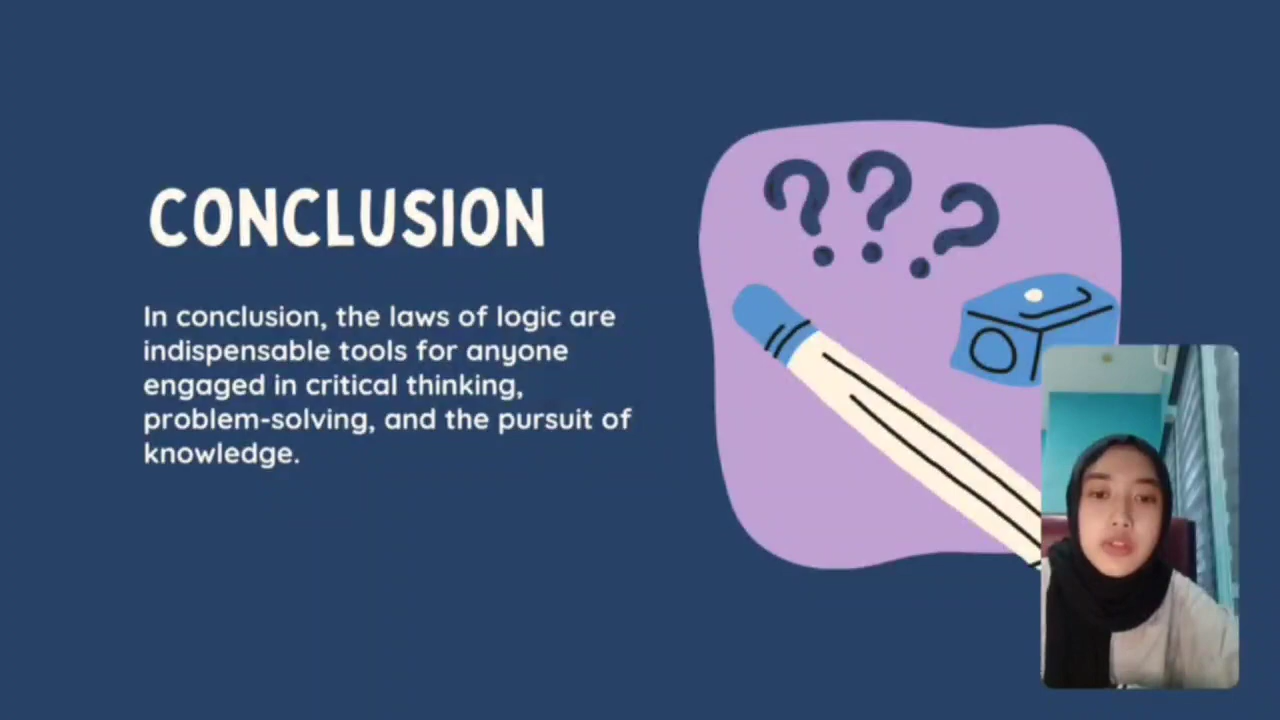 CONCLUSION
In conclusion, the laws of logic are
indispensable tools for anyone
engaged in critical thinking,
problem-solving, and the pursuit of
knowledge.
???